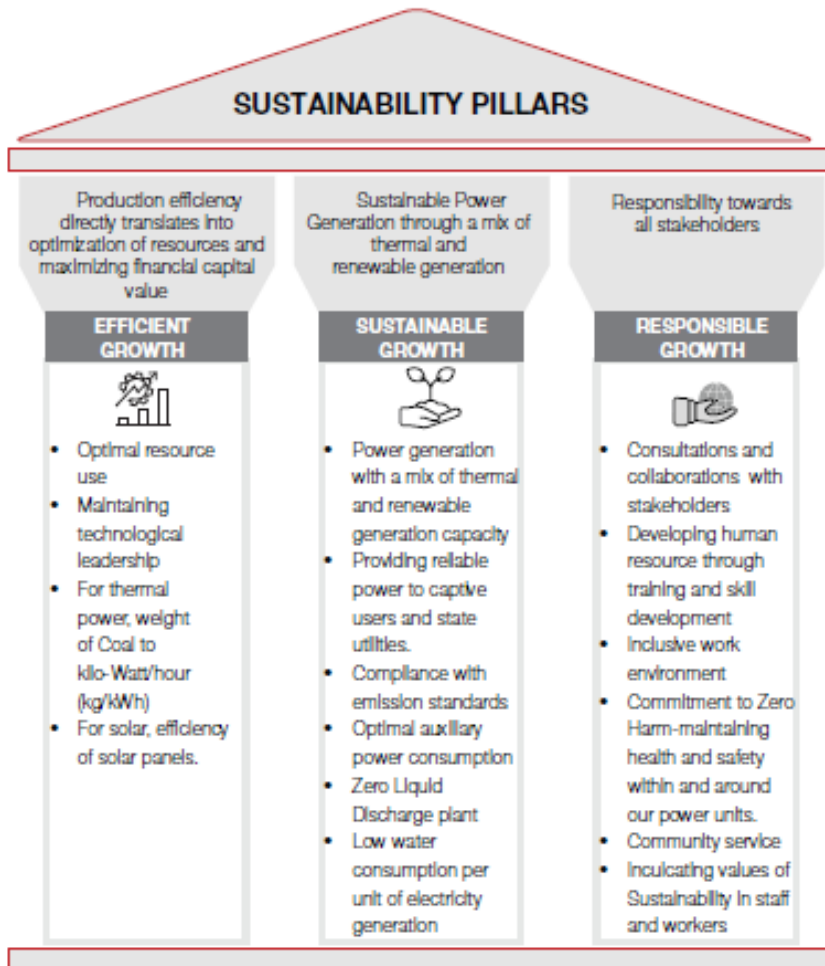 SUSTAINABILITY PILLARS
Production efficiency
directly translates into
optimization of resources and
maximizing financial capital
value
EFFICIENT
GROWTH
• Optimal resource
use
• Maintaining
technological
leadership
• For thermal
power, weight
of Coal to
kilo-Watt/hour
(kg/kWh)
• For solar, efficiency
of solar panels.
Sustainable Power
Generation through a mix of
thermal and
renewable generation
SUSTAINABLE
GROWTH
• Power generation
with a mix of thermal
and renewable
generation capacity
• Providing reliable
power to captive
users and state
utilities.
• Compliance with
emission standards
• Optimal auxiliary
power consumption
• Zero Liquid
Discharge plant
• Low water
consumption per
unit of electricity
generation
Responsibility towards
all stakeholders
RESPONSIBLE
GROWTH
• Consultations and
collaborations with
stakeholders
• Developing human
resource through
training and skill
development
• Inclusive work
environment
• Commitment to Zero
Harm-maintaining
health and safety
within and around
our power units.
• Community service
• Inculcating values of
Sustainability in staff
and workers